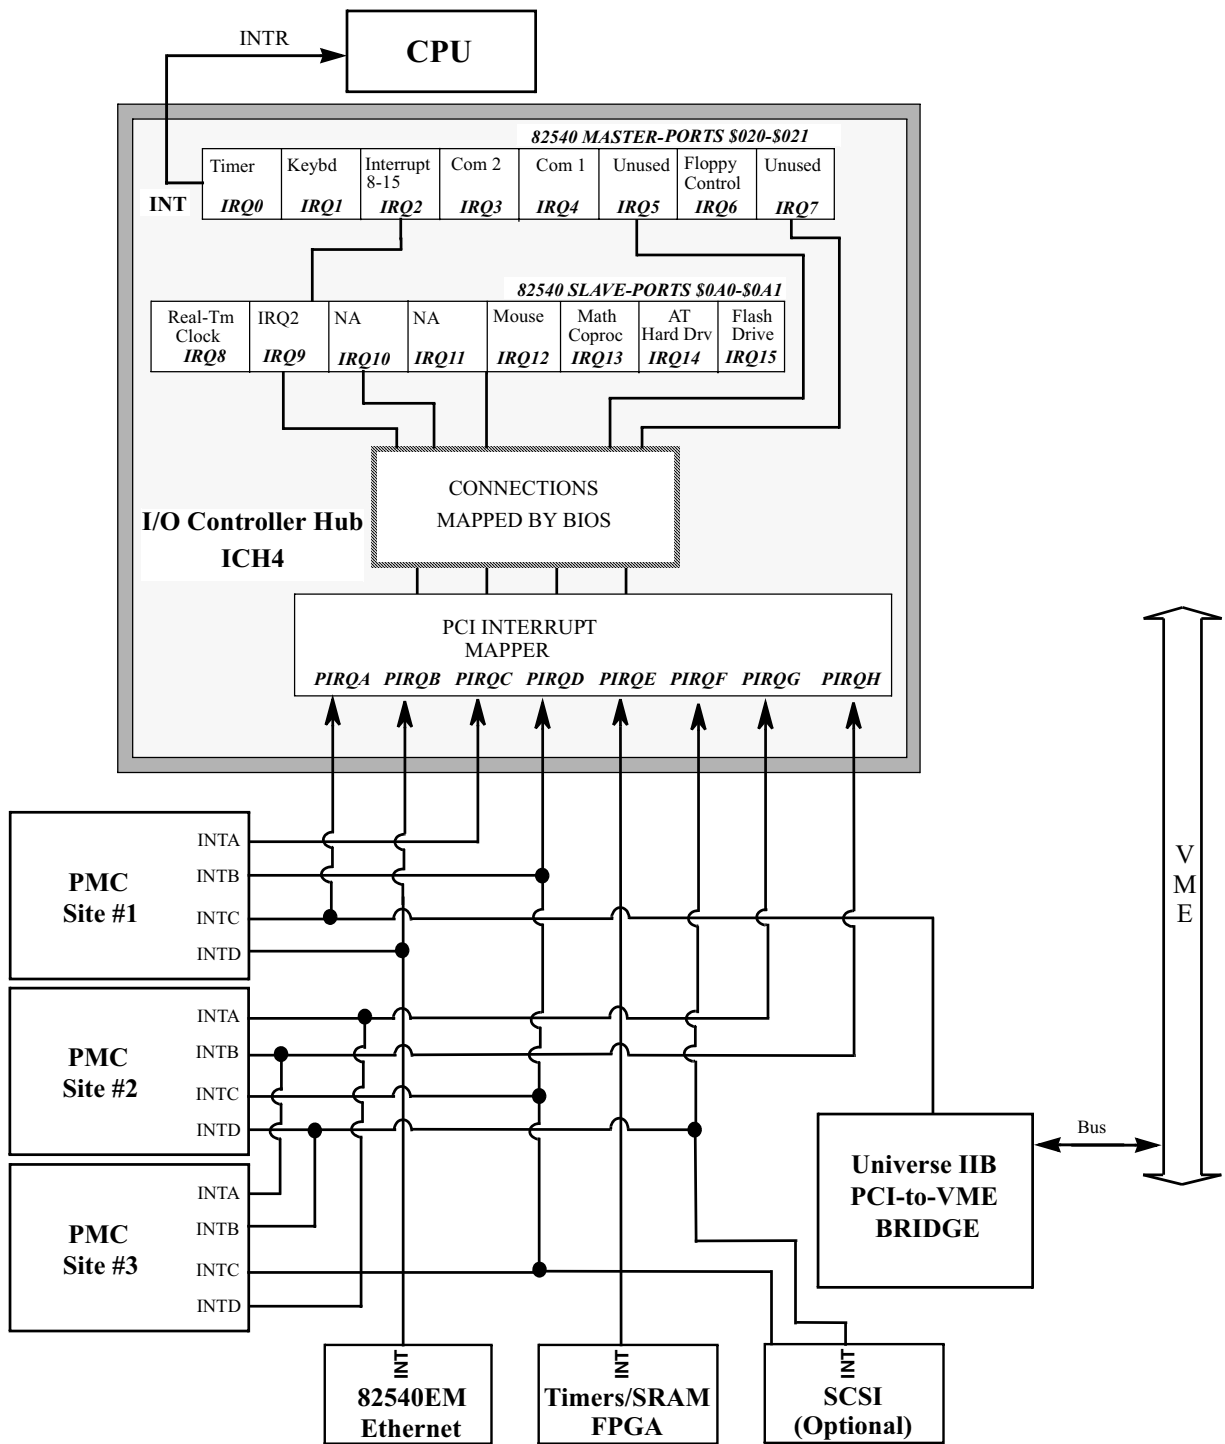 INTR
CPU
82540 MASTER-PORTS $020-$021
Timer
IRQ0
Keybd
IRQ1
Interrupt
8-15
IRQ2
Com 2
IRQ3
Com 1
IRQ4
Unused
IRQ5
Floppy
Control
IRQ6
Unused
IRQ7
INT
82540 SLAVE-PORTS $0A0-$0A1
Real-Tm
Clock
IRQ8
IRQ2
IRQ9
NA
IRQ10
NA
IRQ11
Mouse
IRQ12
Math
Coproc
IRQ13
AT
Hard Drv
IRQ14
Flash
Drive
IRQ15
CONNECTIONS
MAPPED BY BIOS
I/O Controller Hub
ICH4
PCI INTERRUPT
MAPPER
PIRQA PIRQB PIRQC PIRQD PIRQE PIRQF PIRQG PIRQH
PMC
Site #1
INTA
INTB
INTC
INTD
PMC
Site #2
INTA
INTB
INTC
INTD
PMC
Site #3
INTA
INTB
INTC
INTD
V
M
E
Bus
Universe IIB
PCI-to-VME
BRIDGE
INT
82540EM
Ethernet
INT
Timers/SRAM
FPGA
INT
SCSI
(Optional)